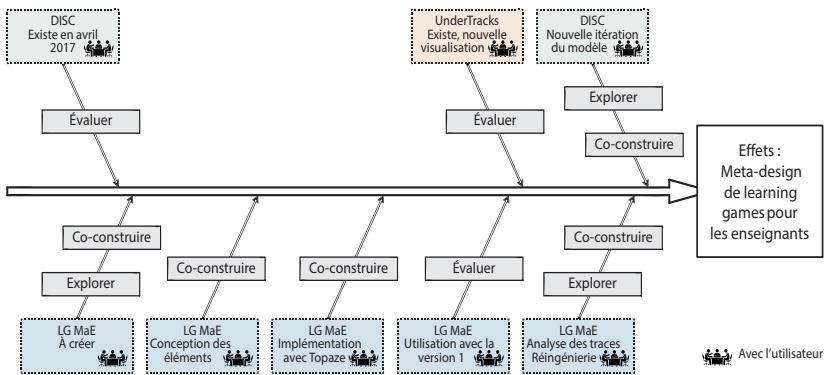 DISC
Existe en avril
2017
UnderTracks
Existe, nouvelle
visualisation
DISC
Nouvelle itération
du modèle
Évaluer
Évaluer
Explorer
Co-construire
Effets :
Meta-design
de learning
games pour
les enseignants
Co-construire
Explorer
Co-construire
Co-construire
Évaluer
Co-construire
Explorer
LG MaE
À créer
LG MaE
Conception des
éléments
LG MaE
Implémentation
avec Topaze
LG MaE
Utilisation avec la
version 1
LG MaE
Analyse des traces
Réingénierie
Avec l'utilisateur